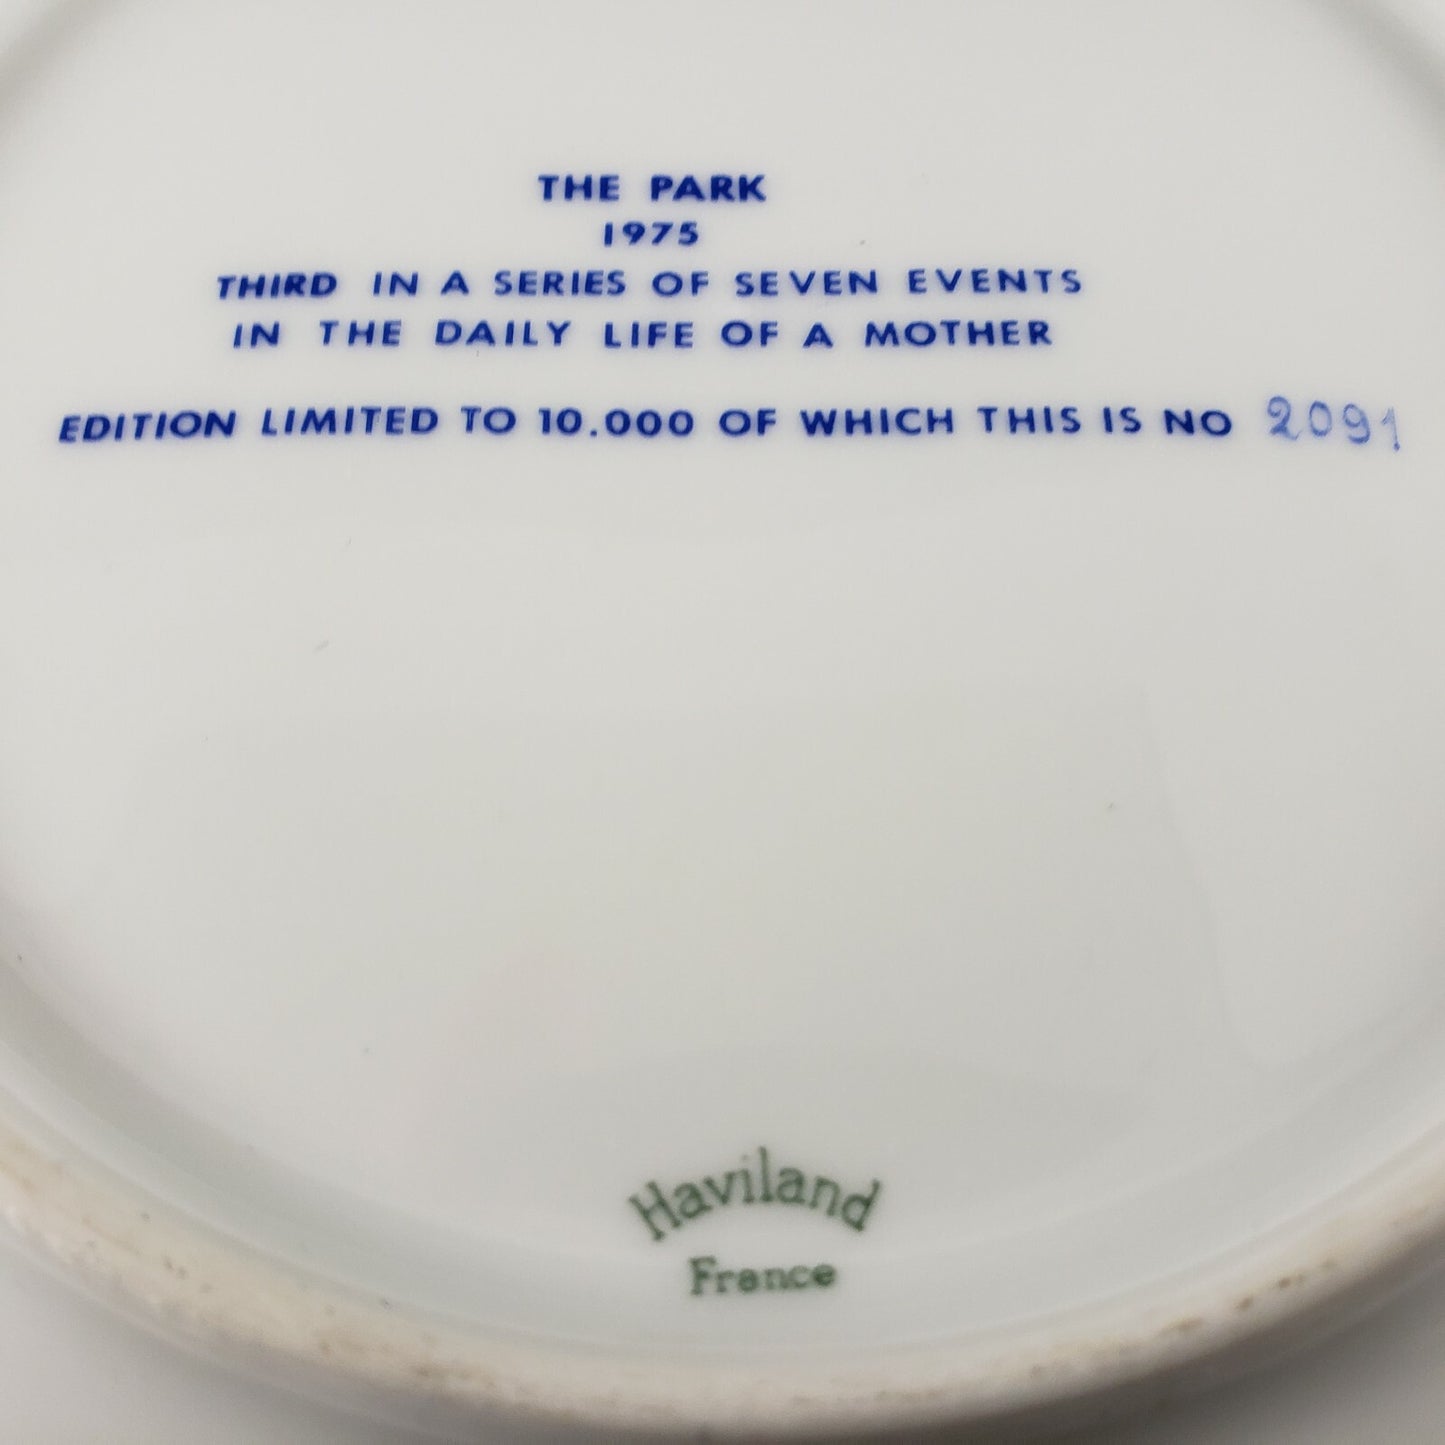 THE PARK
1975
THIRD IN A SERIES OF SEVEN EVENTS
IN THE DAILY LIFE OF A MOTHER
EDITION LIMITED TO 10.000 OF WHICH THIS IS NO 2091
Haviland
France